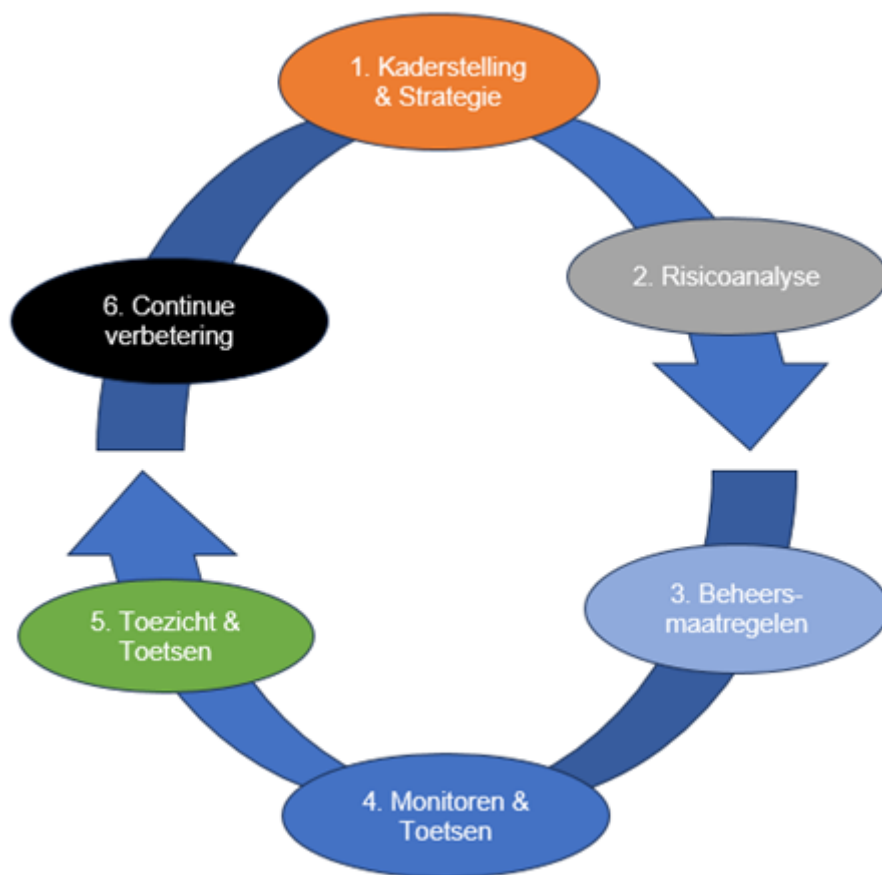 1. Kaderstelling
& Strategie
2. Risicoanalyse
3. Beheers-
maatregelen
4. Monitoren &
Toetsen
5. Toezicht &
Toetsen
6. Continue
verbetering